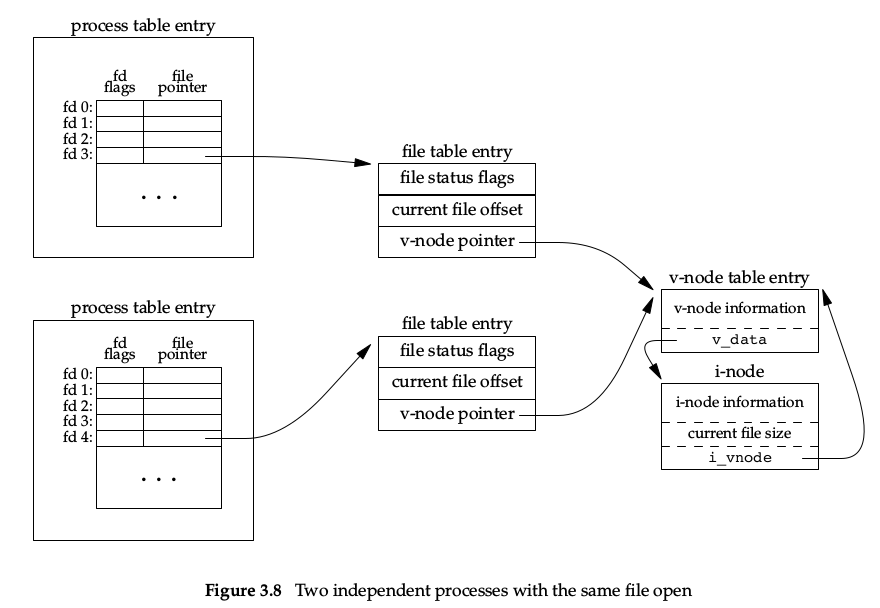 process table entry
fd
flags
file
pointer
fd 0:
fd 1:
fd 2:
fd 3:
. . .
file table entry
file status flags
current file offset
v-node pointer
process table entry
fd
flags
file
pointer
fd 0:
fd 1:
fd 2:
fd 3:
fd 4:
. . .
file table entry
file status flags
current file offset
v-node pointer
v-node table entry
v-node information
v_data
i-node
i-node information
current file size
i_vnode
Figure 3.8 Two independent processes with the same file open